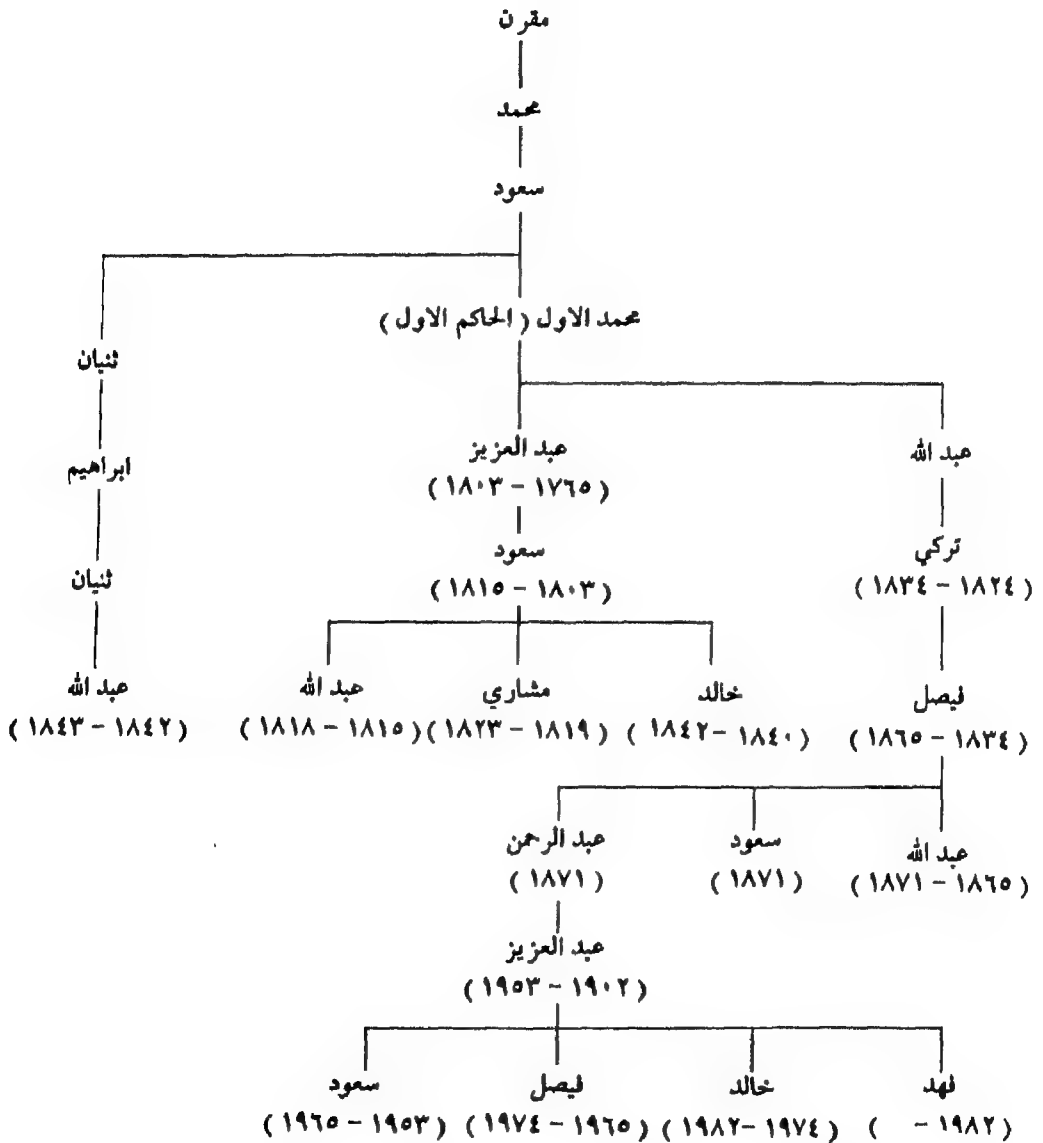 مقرن
محمد
سعود
محمد الاول (الحاكم الاول)
ثنيان
عبد الله
عبد العزيز
(١٧٦٥ - ١٨٠٣)
ابراهيم
تركي
(١٨٢٤ - ١٨٣٤)
سعود
(١٨٠٣ - ١٨١٥)
ثنيان
فيصل
(١٨٣٤ - ١٨٦٥)
خالد
(١٨٤٠ - ١٨٤٢)
مشاري
(١٨١٩ - ١٨٢٣)
عبد الله
(١٨١٥ - ١٨١٨)
عبد الله
(١٨٤٢ - ١٨٤٣)
عبد الله
(١٨٦٥ - ١٨٧١)
سعود
(١٨٧١)
عبد الرحمن
(١٨٧١)
عبد العزيز
(١٩٠٢ - ١٩٥٣)
فهد
(١٩٨٢ - )
خالد
(١٩٧٤ - ١٩٨٢)
فيصل
(١٩٦٥ - ١٩٧٤)
سعود
(١٩٥٣ - ١٩٦٥)